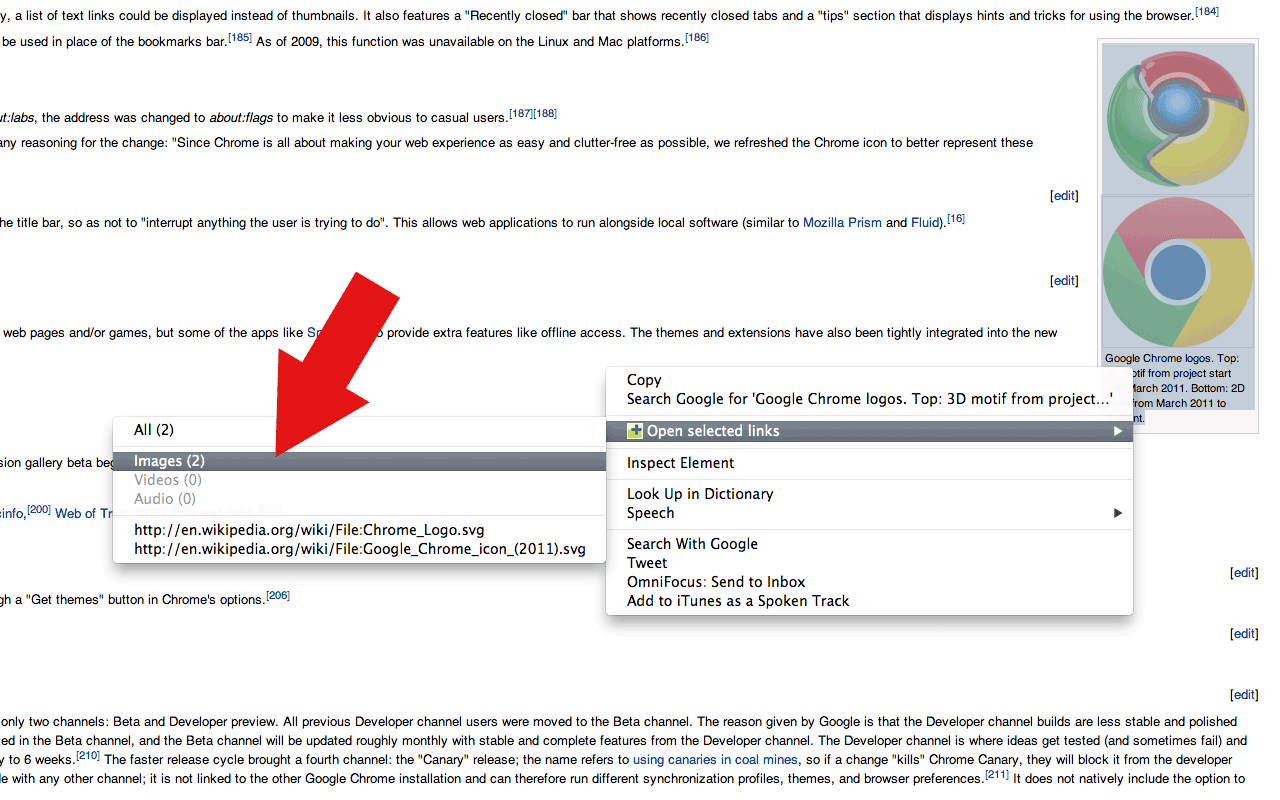 y, a list of text links could be displayed instead of thumbnails. It also features a "Recently closed" bar that shows recently closed tabs and a "tips" section that displays hints and tricks for using the browser.[184]
be used in place of the bookmarks bar.[185] As of 2009, this function was unavailable on the Linux and Mac platforms.[186]
ut:labs, the address was changed to about:flags to make it less obvious to casual users.[187][188]
any reasoning for the change: "Since Chrome is all about making your web experience as easy and clutter-free as possible, we refreshed the Chrome icon to better represent these
[edit]
he title bar, so as not to "interrupt anything the user is trying to do". This allows web applications to run alongside local software (similar to Mozilla Prism and Fluid).[16]
[edit]
web pages and/or games, but some of the apps like provide extra features like offline access. The themes and extensions have also been tightly integrated into the new
Google Chrome logos. Top:
otif from project start
March 2011. Bottom: 2D
from March 2011 to
nt.
Copy
Search Google for 'Google Chrome logos. Top: 3D motif from project...'
Open selected links
Inspect Element
Look Up in Dictionary
Speech
Search With Google
Tweet
OmniFocus: Send to Inbox
Add to iTunes as a Spoken Track
All (2)
Images (2)
Videos (0)
Audio (0)
http://en.wikipedia.org/wiki/File:Chrome_Logo.svg
http://en.wikipedia.org/wiki/File:Google_Chrome_icon_(2011).svg
sion gallery beta
info,[200] Web of
[edit]
gh a "Get themes" button in Chrome's options.[206]
[edit]
[edit]
only two channels: Beta and Developer preview. All previous Developer channel users were moved to the Beta channel. The reason given by Google is that the Developer channel builds are less stable and polished
ted in the Beta channel, and the Beta channel will be updated roughly monthly with stable and complete features from the Developer channel. The Developer channel is where ideas get tested (and sometimes fail) and
y to 6 weeks.[210] The faster release cycle brought a fourth channel: the "Canary" release; the name refers to using canaries in coal mines, so if a change "kills" Chrome Canary, they will block it from the developer
de with any other channel; it is not linked to the other Google Chrome installation and can therefore run different synchronization profiles, themes, and browser preferences.[211] It does not natively include the option to